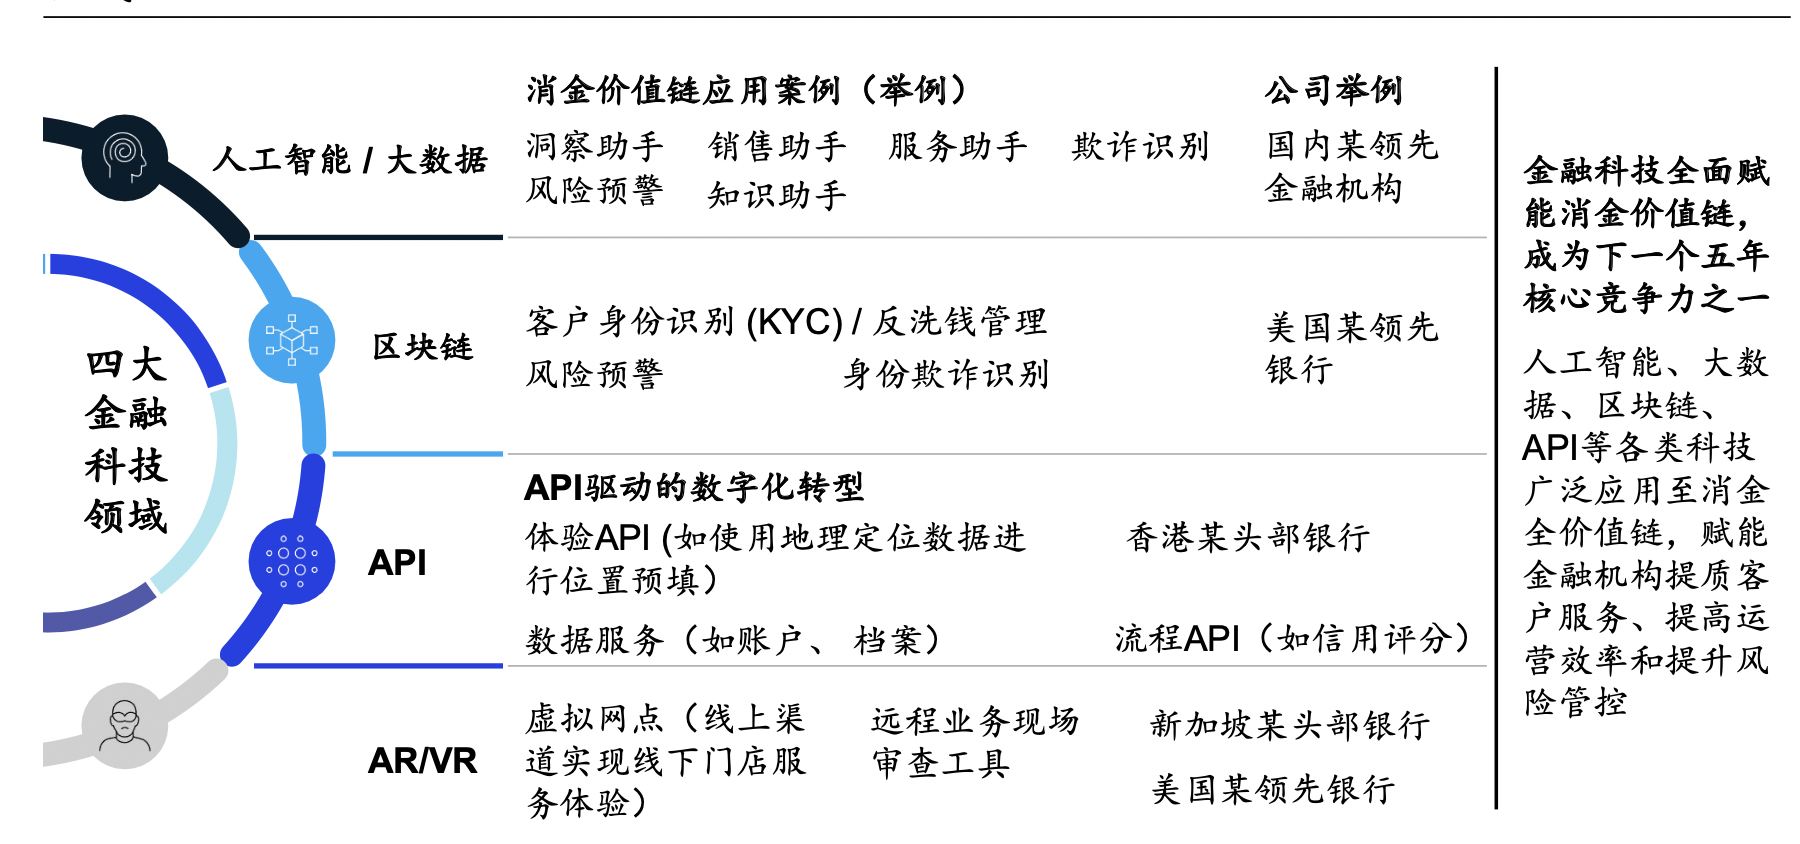 四大
金融
科技
领域
消金价值链应用案例（举例）
公司举例
人工智能 / 大数据
洞察助手 销售助手 服务助手 欺诈识别
风险预警 知识助手
国内某领先
金融机构
区块链
客户身份识别 (KYC) / 反洗钱管理
风险预警 身份欺诈识别
美国某领先
银行
API
API驱动的数字化转型
体验API (如使用地理定位数据进
行位置预填）
香港某头部银行
数据服务（如账户、 档案）
流程API（如信用评分）
AR/VR
虚拟网点（线上渠
道实现线下门店服
务体验）
远程业务现场
审查工具
新加坡某头部银行
美国某领先银行
金融科技全面赋
能消金价值链，
成为下一个五年
核心竞争力之一
人工智能、大数
据、区块链、
API等各类科技
广泛应用至消金
全价值链，赋能
金融机构提质客
户服务、提高运
营效率和提升风
险管控